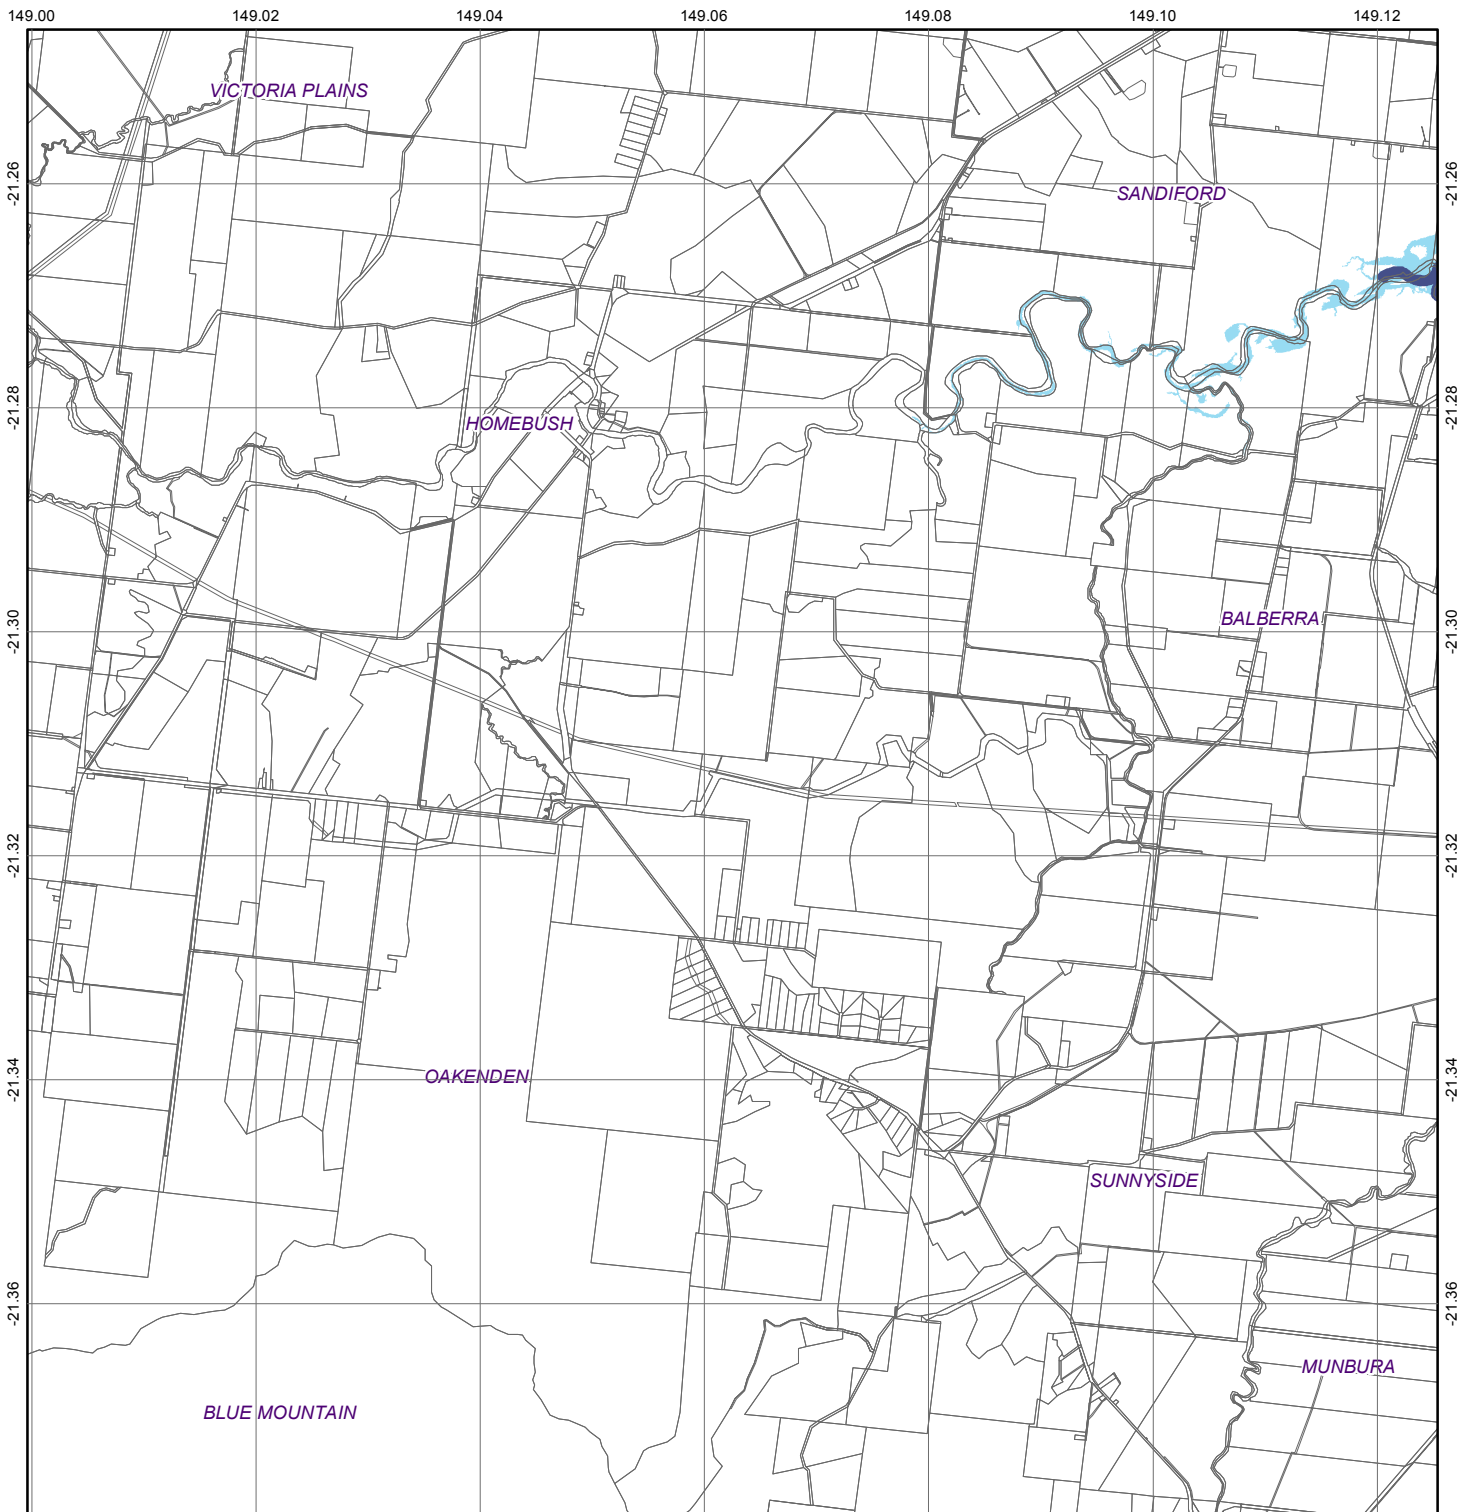 149.00 149.02 149.04 149.06 149.08 149.10 149.12
VICTORIA PLAINS
-21.26 -21.26
SANDIFORD
-21.28 -21.28
HOMEBUSH
-21.30 -21.30
BALBERRA
-21.32 -21.32
-21.34 -21.34
OAKENDEN
SUNNYSIDE
-21.36 -21.36
MUNBURA
BLUE MOUNTAIN